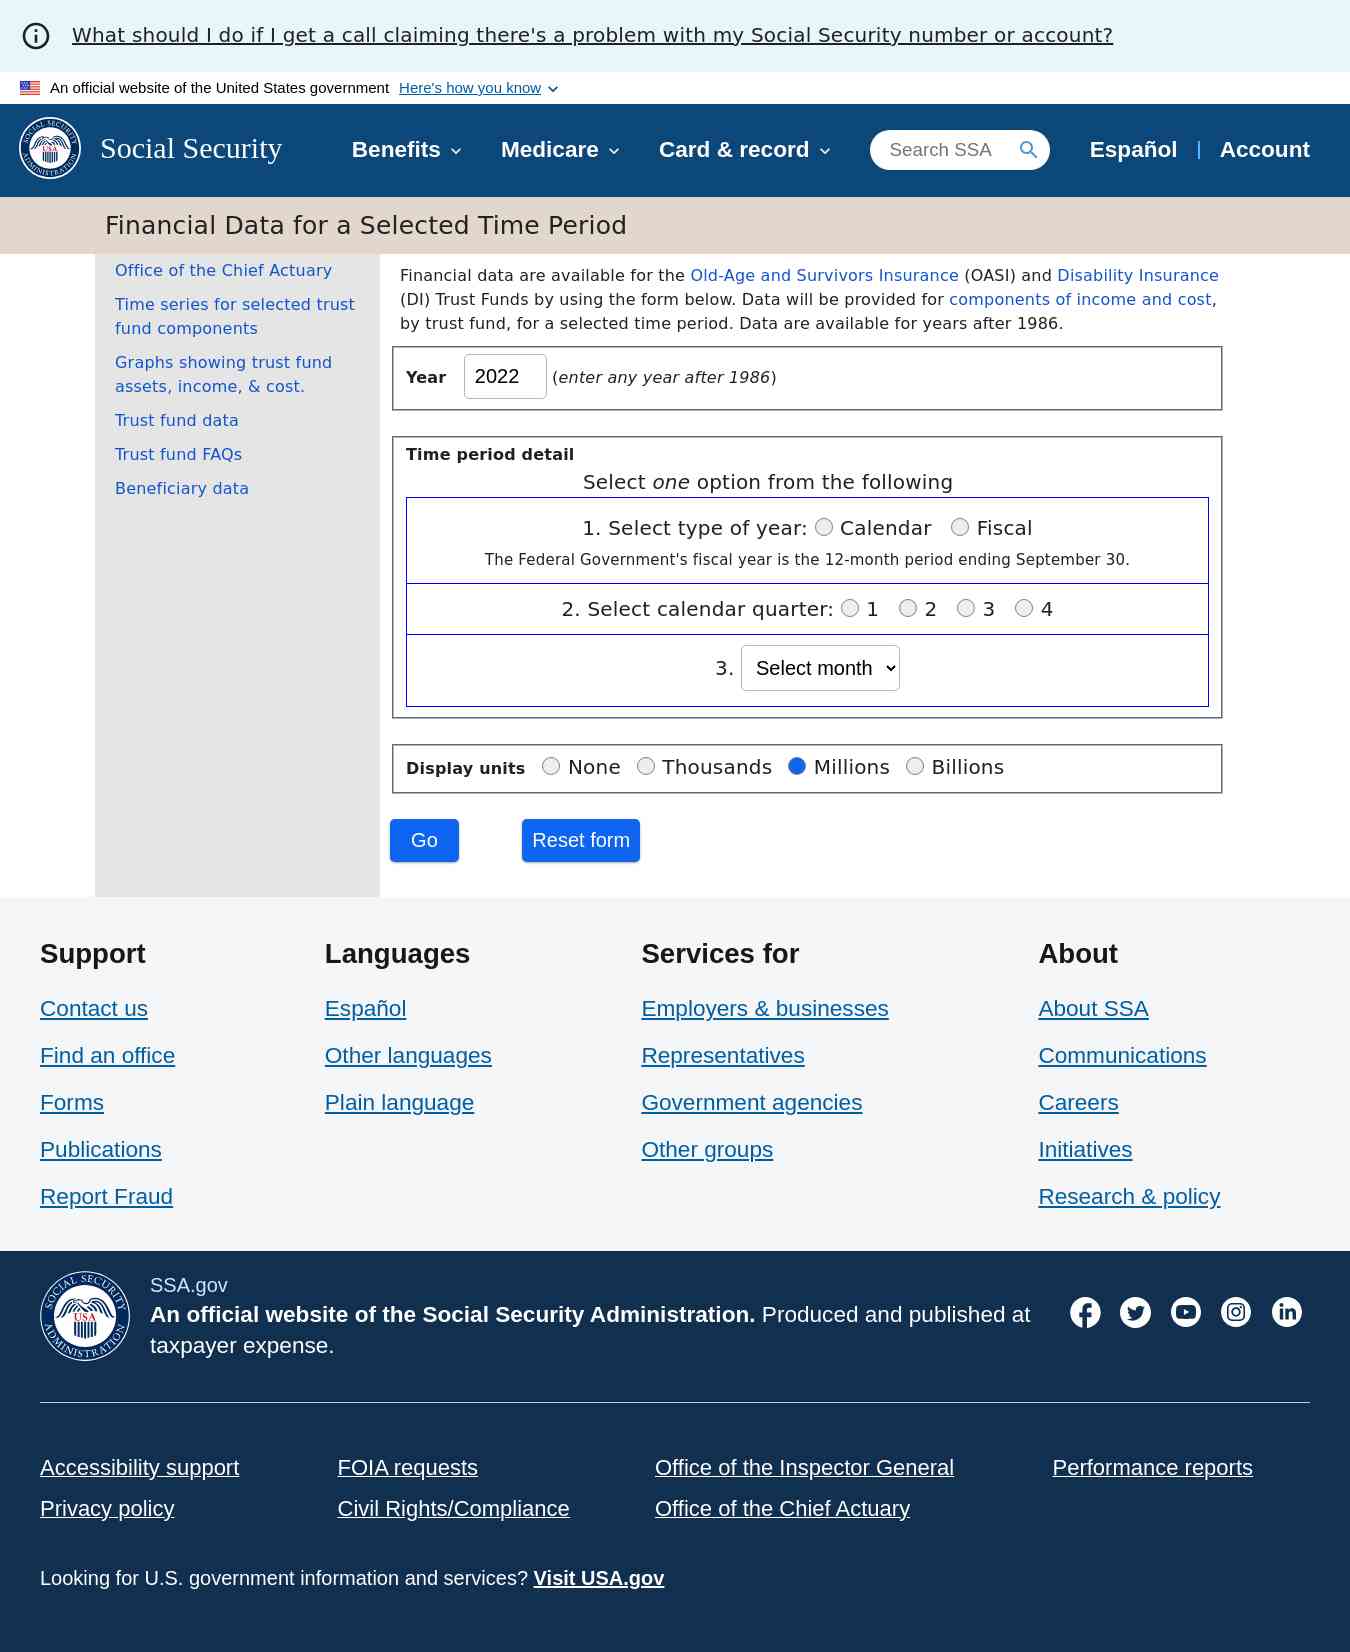 What should I do if I get a call claiming there's a problem with my Social Security number or account?
An official website of the United States government Here's how you know
Social Security
Benefits
Medicare
Card & record
Search SSA
Español
Account
Financial Data for a Selected Time Period
Office of the Chief Actuary
Time series for selected trust
fund components
Graphs showing trust fund
assets, income, & cost.
Trust fund data
Trust fund FAQs
Beneficiary data
Financial data are available for the Old-Age and Survivors Insurance (OASI) and Disability Insurance
(DI) Trust Funds by using the form below. Data will be provided for components of income and cost,
by trust fund, for a selected time period. Data are available for years after 1986.
Year 2022 (enter any year after 1986)
Time period detail
Select one option from the following
1. Select type of year: Calendar Fiscal
The Federal Government's fiscal year is the 12-month period ending September 30.
2. Select calendar quarter: 1 2 3 4
3. Select month
Display units None Thousands Millions Billions
Go
Reset form
Support
Contact us
Find an office
Forms
Publications
Report Fraud
Languages
Español
Other languages
Plain language
Services for
Employers & businesses
Representatives
Government agencies
Other groups
About
About SSA
Communications
Careers
Initiatives
Research & policy
SOCIAL SECURITY
USA
ADMINISTRATION
SSA.gov
An official website of the Social Security Administration. Produced and published at
taxpayer expense.
Accessibility support
FOIA requests
Office of the Inspector General
Performance reports
Privacy policy
Civil Rights/Compliance
Office of the Chief Actuary
Looking for U.S. government information and services? Visit USA.gov